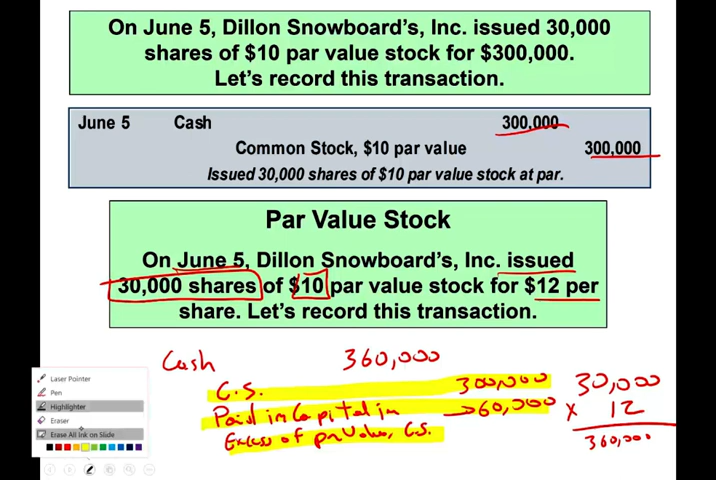 On June 5, Dillon Snowboard's, Inc. issued 30,000
shares of $10 par value stock for $300,000.
Let's record this transaction.
June 5 Cash 300,000
Common Stock, $10 par value 300,000
Issued 30,000 shares of $10 par value stock at par.
Par Value Stock
On June 5, Dillon Snowboard's, Inc. issued
30,000 shares of $10 par value stock for $12 per
share. Let's record this transaction.
Cash 360,000
C.S. 300,000
Paid in Capital in 60,000
Excess of par Value, C.S.
30,000
x 12
360,000
Laser Pointer
Pen
Highlighter
Eraser
Erase All Ink on Slide